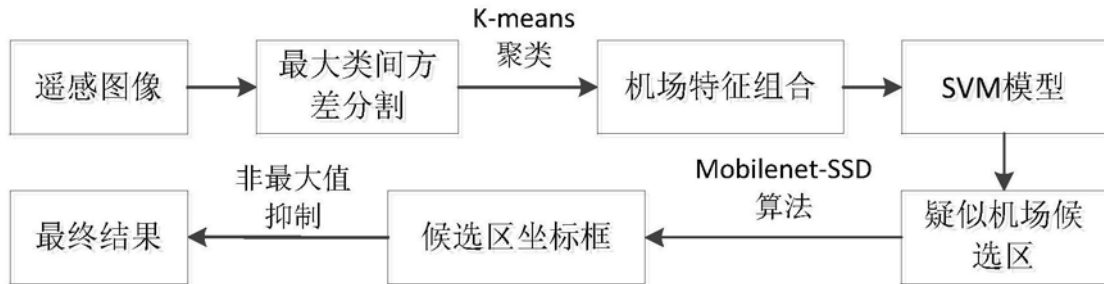 K-means
聚类
遥感图像
最大类间方
差分割
机场特征组合
SVM模型
Mobilenet-SSD
算法
非最大值
抑制
最终结果
候选区坐标框
疑似机场候
选区